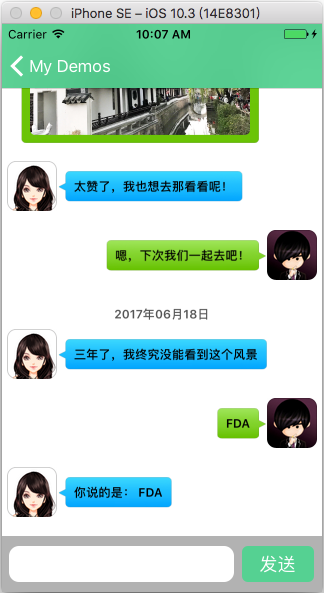 iPhone SE – iOS 10.3 (14E8301)
Carrier 10:07 AM
My Demos
太赞了，我也想去那看看呢！
嗯，下次我们一起去吧！
2017年06月18日
三年了，我终究没能看到这个风景
FDA
你说的是： FDA
发送